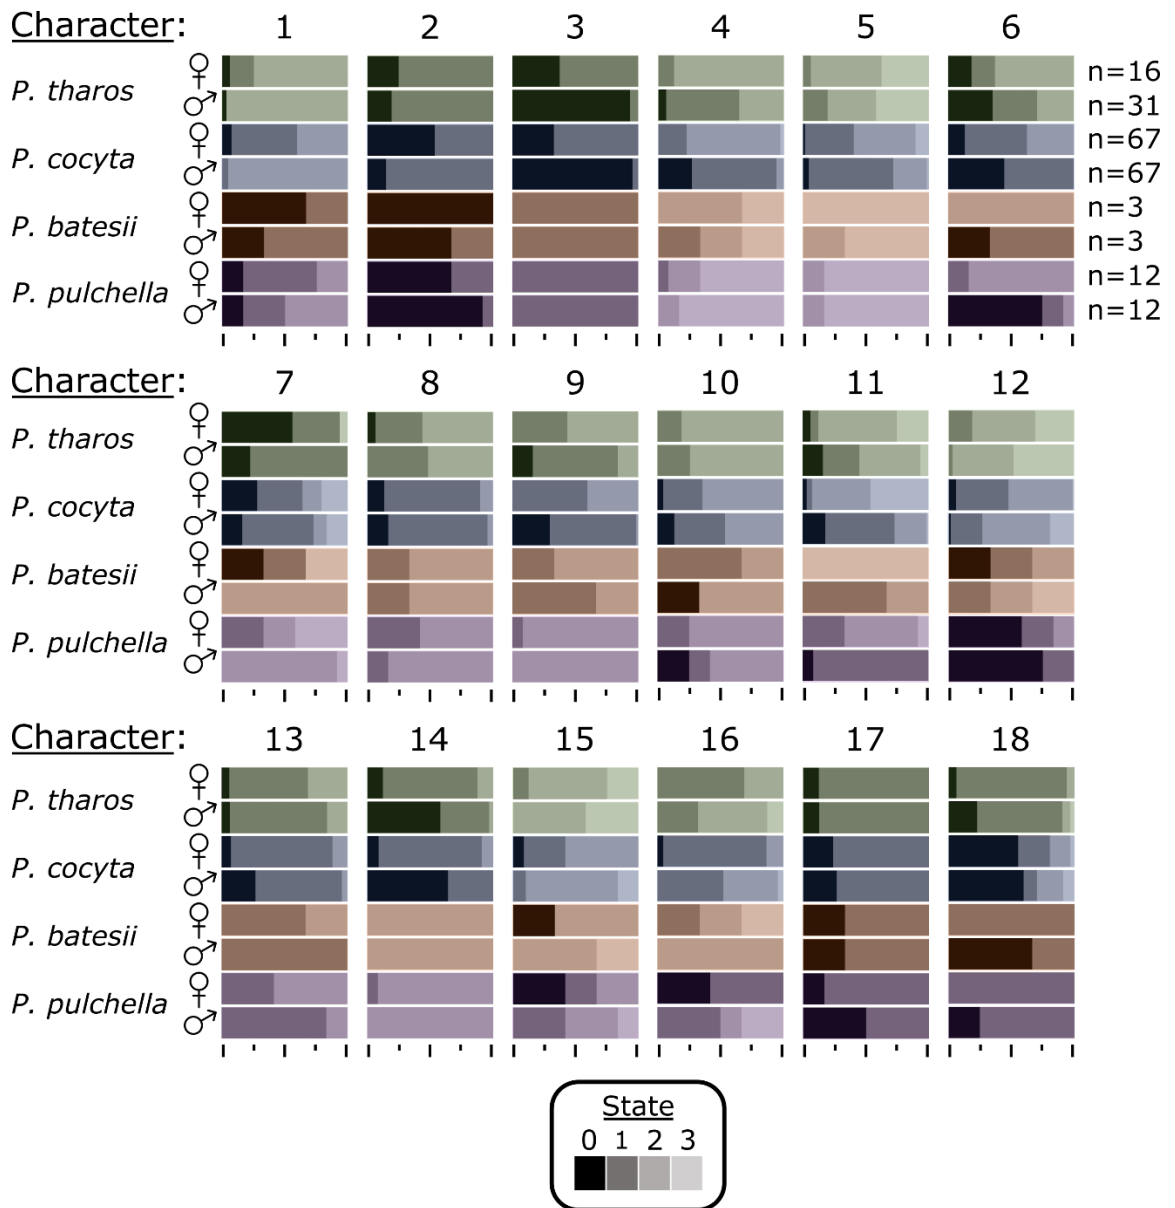 Character: 1 2 3 4 5 6
♀ n=16
P. tharos
♂ n=31
♀ n=67
P. cocyta
♂ n=67
♀ n=3
P. batesii
♂ n=3
♀ n=12
P. pulchella
♂ n=12
Character: 7 8 9 10 11 12
♀
P. tharos
♂
♀
P. cocyta
♂
♀
P. batesii
♂
♀
P. pulchella
♂
Character: 13 14 15 16 17 18
♀
P. tharos
♂
♀
P. cocyta
♂
♀
P. batesii
♂
♀
P. pulchella
♂
State
0 1 2 3